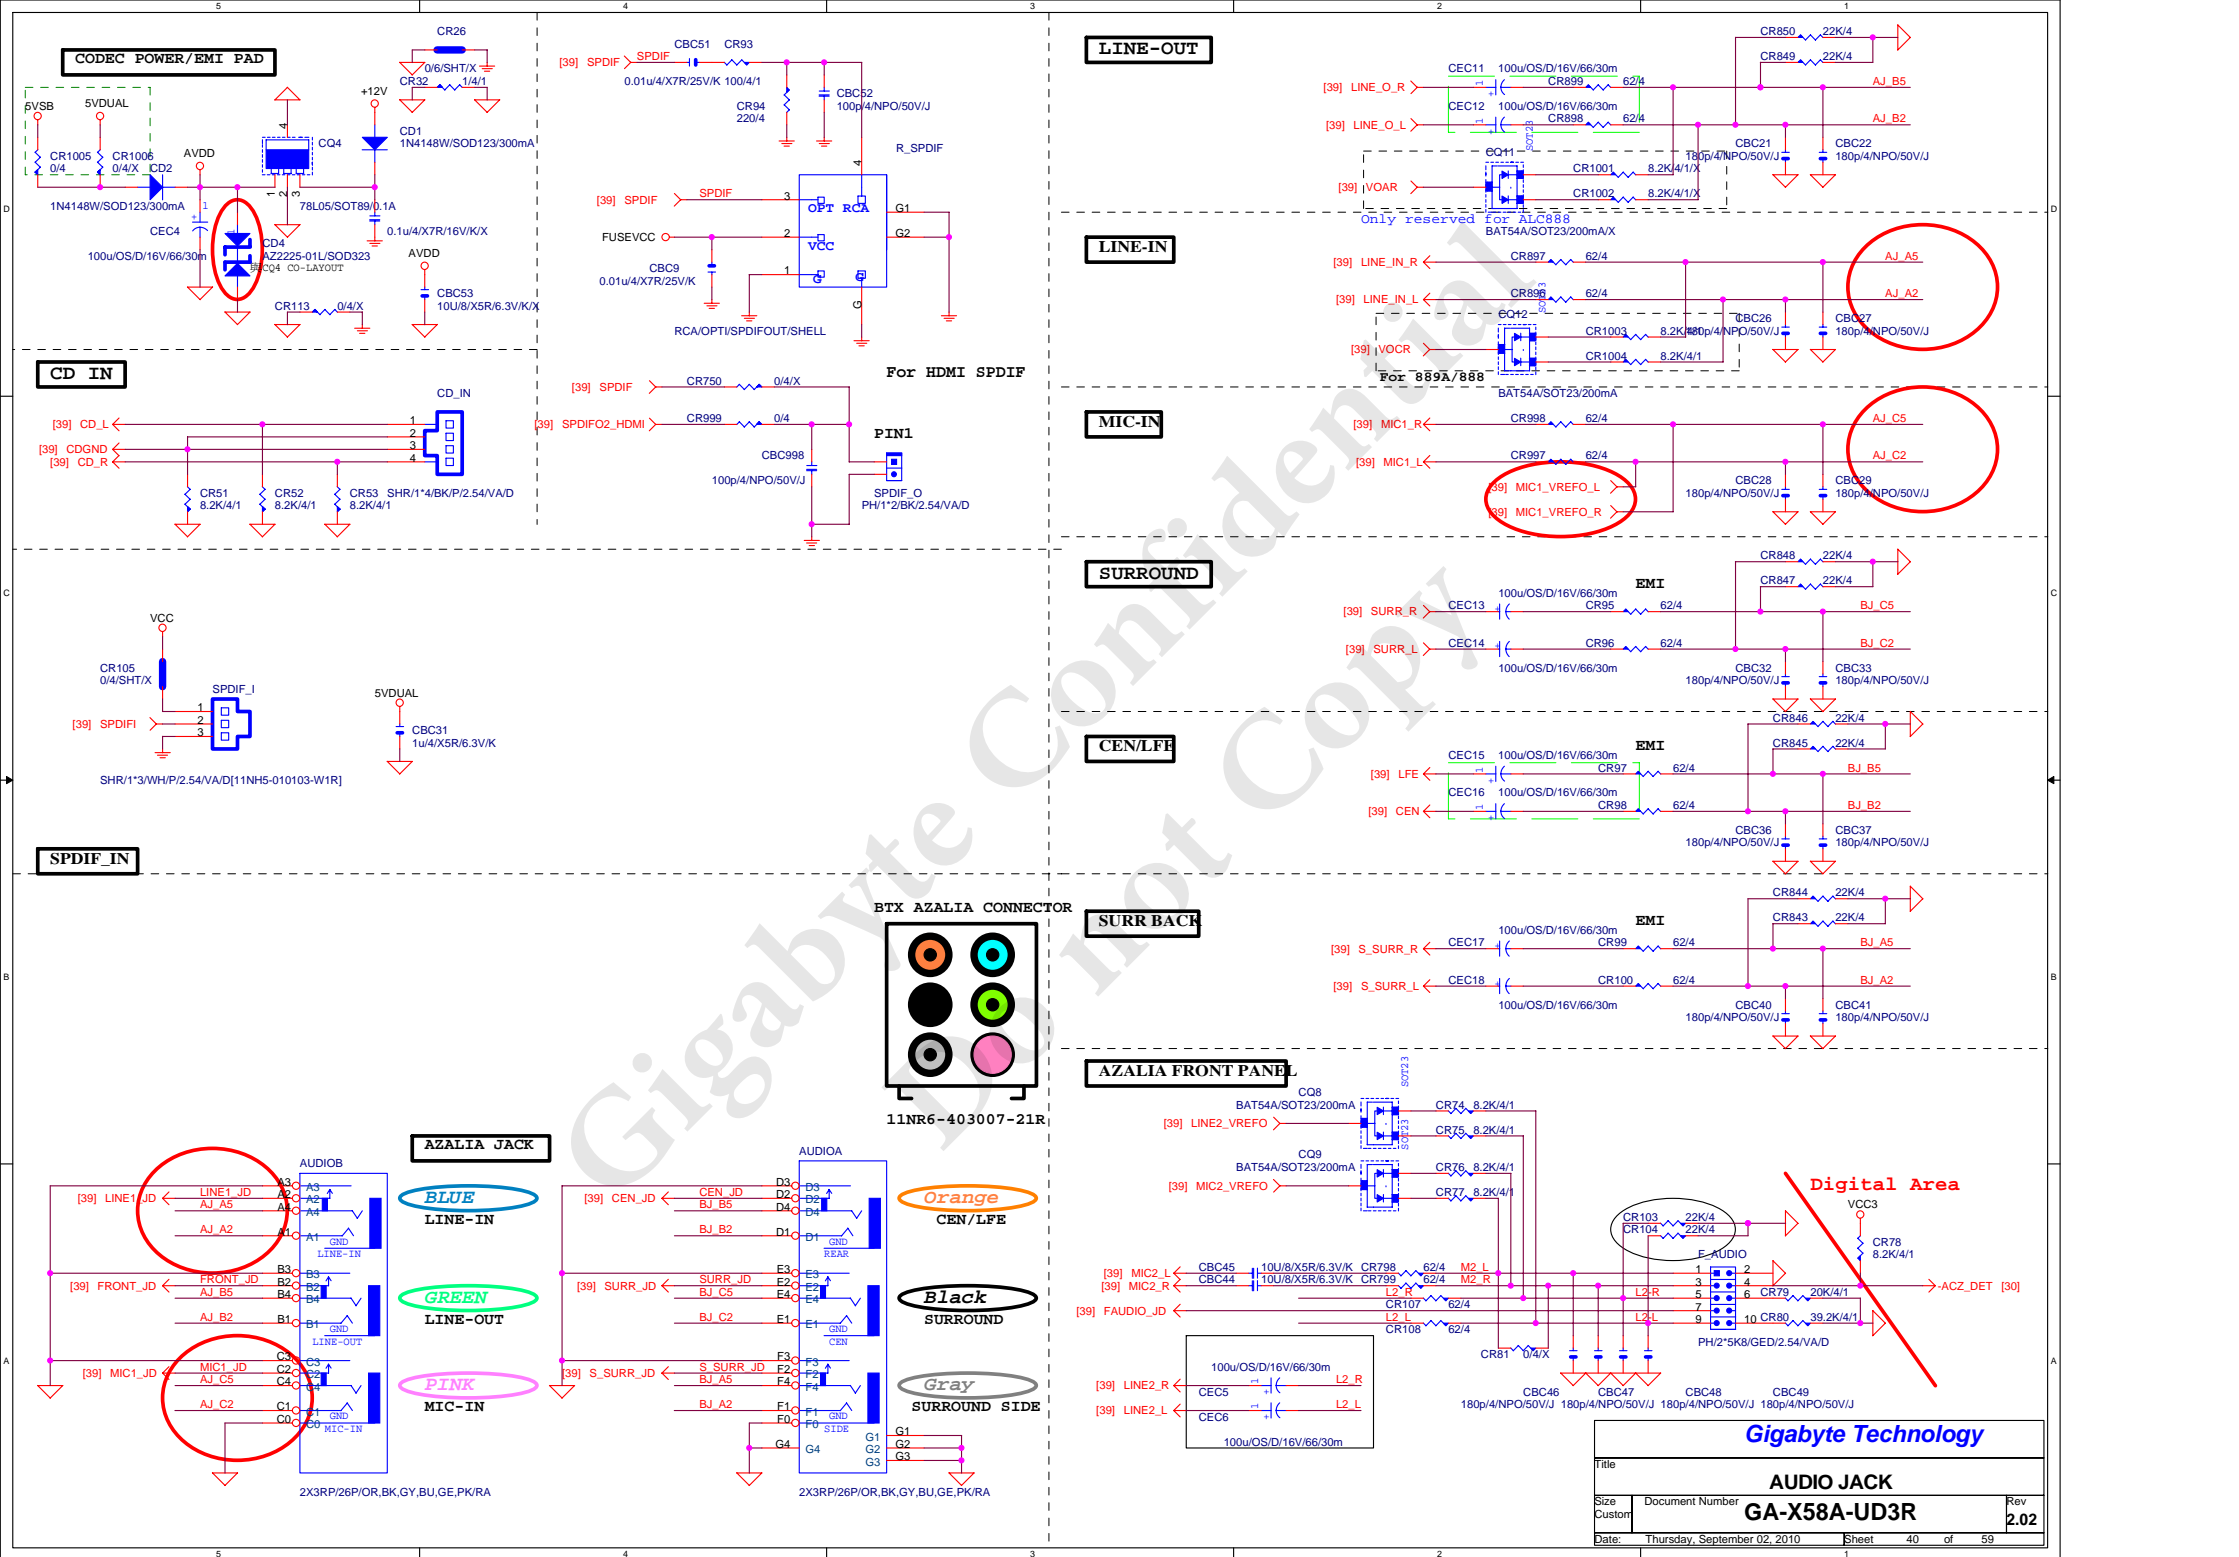 CODEC POWER/EMI PAD
5VSB
5VDUAL
CR1005
0/4
CR1006
0/4/X
CD2
1N4148W/SOD123/300mA
AVDD
CEC4
100u/OS/D/16V/66/30m
CR26
0/6/SHT/X
CR32
1/4/1
+12V
CD1
1N4148W/SOD123/300mA
CQ4
78L05/SOT89/0.1A
0.1u/4/X7R/16V/K/X
CD4
AZ2225-01L/SOD323
與CQ4 CO-LAYOUT
AVDD
CBC53
10U/8/X5R/6.3V/K/X
CR113
0/4/X
[39] SPDIF
SPDIF
CBC51
CR93
0.01u/4/X7R/25V/K 100/4/1
CR94
220/4
CBC52
100p/4/NPO/50V/J
R_SPDIF
[39] SPDIF
SPDIF
OPT RCA
VCC
FUSEVCC
CBC9
0.01u/4/X7R/25V/K
G1
G2
RCA/OPTI/SPDIFOUT/SHELL
CD IN
CD_IN
[39] CD_L
[39] CDGND
[39] CD_R
CR51
8.2K/4/1
CR52
8.2K/4/1
CR53
8.2K/4/1
SHR/1*4/BK/P/2.54/VA/D
For HDMI SPDIF
[39] SPDIF
CR750
0/4/X
[39] SPDIFO2_HDMI
CR999
0/4
CBC998
100p/4/NPO/50V/J
PIN1
SPDIF_O
PH/1*2/BK/2.54/VA/D
VCC
CR105
0/4/SHT/X
SPDIF_I
[39] SPDIFI
SHR/1*3/WH/P/2.54/VA/D[11NH5-010103-W1R]
5VDUAL
CBC31
1u/4/X5R/6.3V/K
SPDIF_IN
BTX AZALIA CONNECTOR
11NR6-403007-21R
AZALIA JACK
AUDIOB
[39] LINE1_JD
LINE1_JD
AJ_A5
AJ_A2
LINE-IN
[39] FRONT_JD
FRONT_JD
AJ_B5
AJ_B2
LINE-OUT
[39] MIC1_JD
MIC1_JD
AJ_C5
AJ_C2
MIC-IN
2X3RP/26P/OR,BK,GY,BU,GE,PK/RA
BLUE
LINE-IN
GREEN
LINE-OUT
PINK
MIC-IN
AUDIOA
[39] CEN_JD
CEN_JD
BJ_B5
BJ_B2
REAR
[39] SURR_JD
SURR_JD
BJ_C5
BJ_C2
CEN
[39] S_SURR_JD
S_SURR_JD
BJ_A5
BJ_A2
SIDE
G4
G1
G2
G3
2X3RP/26P/OR,BK,GY,BU,GE,PK/RA
Orange
CEN/LFE
Black
SURROUND
Gray
SURROUND SIDE
LINE-OUT
CR850 22K/4
CR849 22K/4
CEC11 100u/OS/D/16V/66/30m
[39] LINE_O_R
CR899 62/4
AJ_B5
CEC12 100u/OS/D/16V/66/30m
[39] LINE_O_L
CR898 62/4
AJ_B2
CQ11
SOT23
CR1001 8.2K/4/1/X
[39] VOAR
CR1002 8.2K/4/1/X
CBC21
180p/4/NPO/50V/J
CBC22
180p/4/NPO/50V/J
Only reserved for ALC888
BAT54A/SOT23/200mA/X
LINE-IN
[39] LINE_IN_R
CR897 62/4
AJ_A5
[39] LINE_IN_L
CR896 62/4
AJ_A2
CQ12
CR1003 8.2K/4/1
[39] VOCR
CR1004 8.2K/4/1
CBC26
180p/4/NPO/50V/J
CBC27
180p/4/NPO/50V/J
For 889A/888
BAT54A/SOT23/200mA
MIC-IN
[39] MIC1_R
CR998 62/4
AJ_C5
[39] MIC1_L
CR997 62/4
AJ_C2
[39] MIC1_VREFO_L
[39] MIC1_VREFO_R
CBC28
180p/4/NPO/50V/J
CBC29
180p/4/NPO/50V/J
SURROUND
CR848 22K/4
CR847 22K/4
EMI
100u/OS/D/16V/66/30m
[39] SURR_R
CEC13
CR95 62/4
BJ_C5
[39] SURR_L
CEC14
CR96 62/4
BJ_C2
100u/OS/D/16V/66/30m
CBC32
180p/4/NPO/50V/J
CBC33
180p/4/NPO/50V/J
CEN/LFE
CR846 22K/4
CR845 22K/4
EMI
CEC15 100u/OS/D/16V/66/30m
[39] LFE
CR97 62/4
BJ_B5
CEC16 100u/OS/D/16V/66/30m
[39] CEN
CR98 62/4
BJ_B2
CBC36
180p/4/NPO/50V/J
CBC37
180p/4/NPO/50V/J
SURR BACK
CR844 22K/4
CR843 22K/4
EMI
100u/OS/D/16V/66/30m
[39] S_SURR_R
CEC17
CR99 62/4
BJ_A5
[39] S_SURR_L
CEC18
CR100 62/4
BJ_A2
100u/OS/D/16V/66/30m
CBC40
180p/4/NPO/50V/J
CBC41
180p/4/NPO/50V/J
AZALIA FRONT PANEL
CQ8
BAT54A/SOT23/200mA
SOT23
[39] LINE2_VREFO
CR74 8.2K/4/1
CR75 8.2K/4/1
CQ9
BAT54A/SOT23/200mA
SOT23
[39] MIC2_VREFO
CR76 8.2K/4/1
CR77 8.2K/4/1
Digital Area
VCC3
CR103 22K/4
CR104 22K/4
CR78
8.2K/4/1
F_AUDIO
[39] MIC2_L
CBC45 10U/8/X5R/6.3V/K CR798 62/4 M2_L
[39] MIC2_R
CBC44 10U/8/X5R/6.3V/K CR799 62/4 M2_R
-ACZ_DET [30]
L2_R
CR107 62/4
L2-R
CR79 20K/4/1
[39] FAUDIO_JD
L2_L
CR108 62/4
L2-L
CR80 39.2K/4/1
CR81 0/4/X
PH/2*5K8/GED/2.54/VA/D
100u/OS/D/16V/66/30m
[39] LINE2_R
CEC5
L2_R
[39] LINE2_L
CEC6
L2_L
100u/OS/D/16V/66/30m
CBC46 CBC47 CBC48 CBC49
180p/4/NPO/50V/J 180p/4/NPO/50V/J 180p/4/NPO/50V/J 180p/4/NPO/50V/J
Gigabyte Confidential
Do not Copy
Gigabyte Technology
Title
AUDIO JACK
Size
Custom
Document Number
GA-X58A-UD3R
Rev
2.02
Date: Thursday, September 02, 2010 Sheet 40 of 59